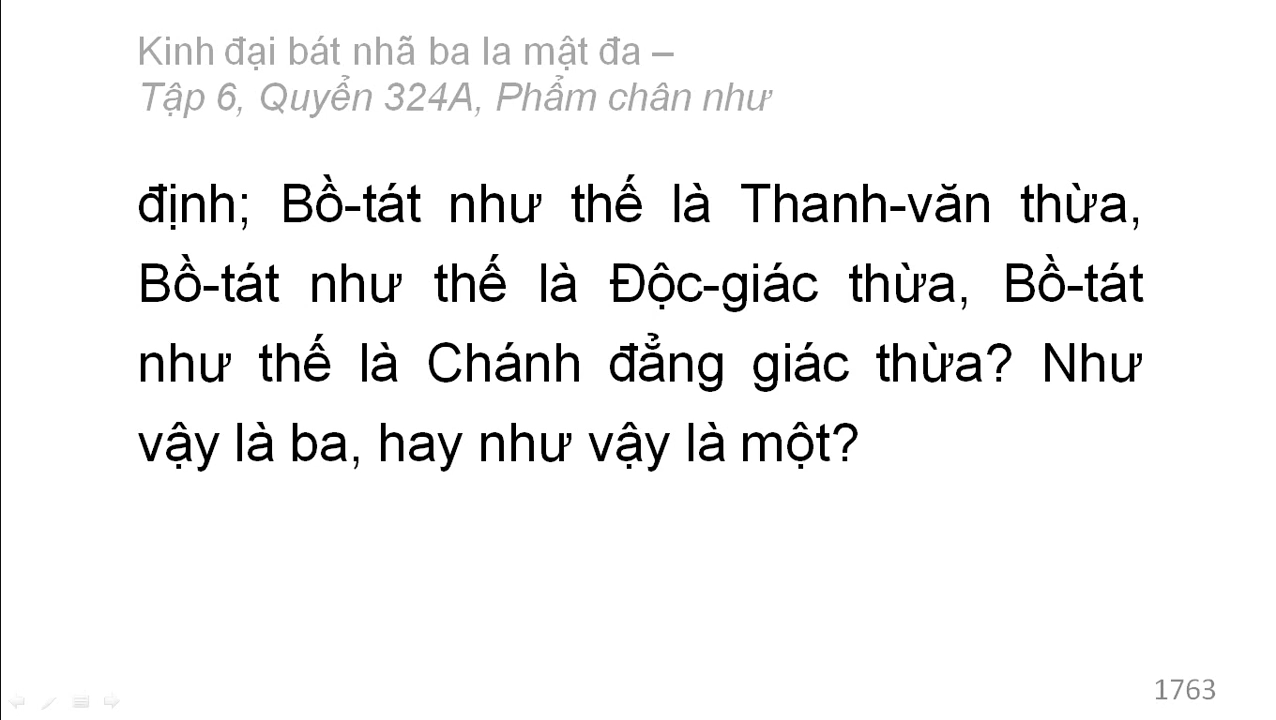 Kinh đại bát nhã ba la mật đa –
Tập 6, Quyển 324A, Phẩm chân như
định; Bồ-tát như thế là Thanh-văn thừa,
Bồ-tát như thế là Độc-giác thừa, Bồ-tát
như thế là Chánh đẳng giác thừa? Như
vậy là ba, hay như vậy là một?
1763